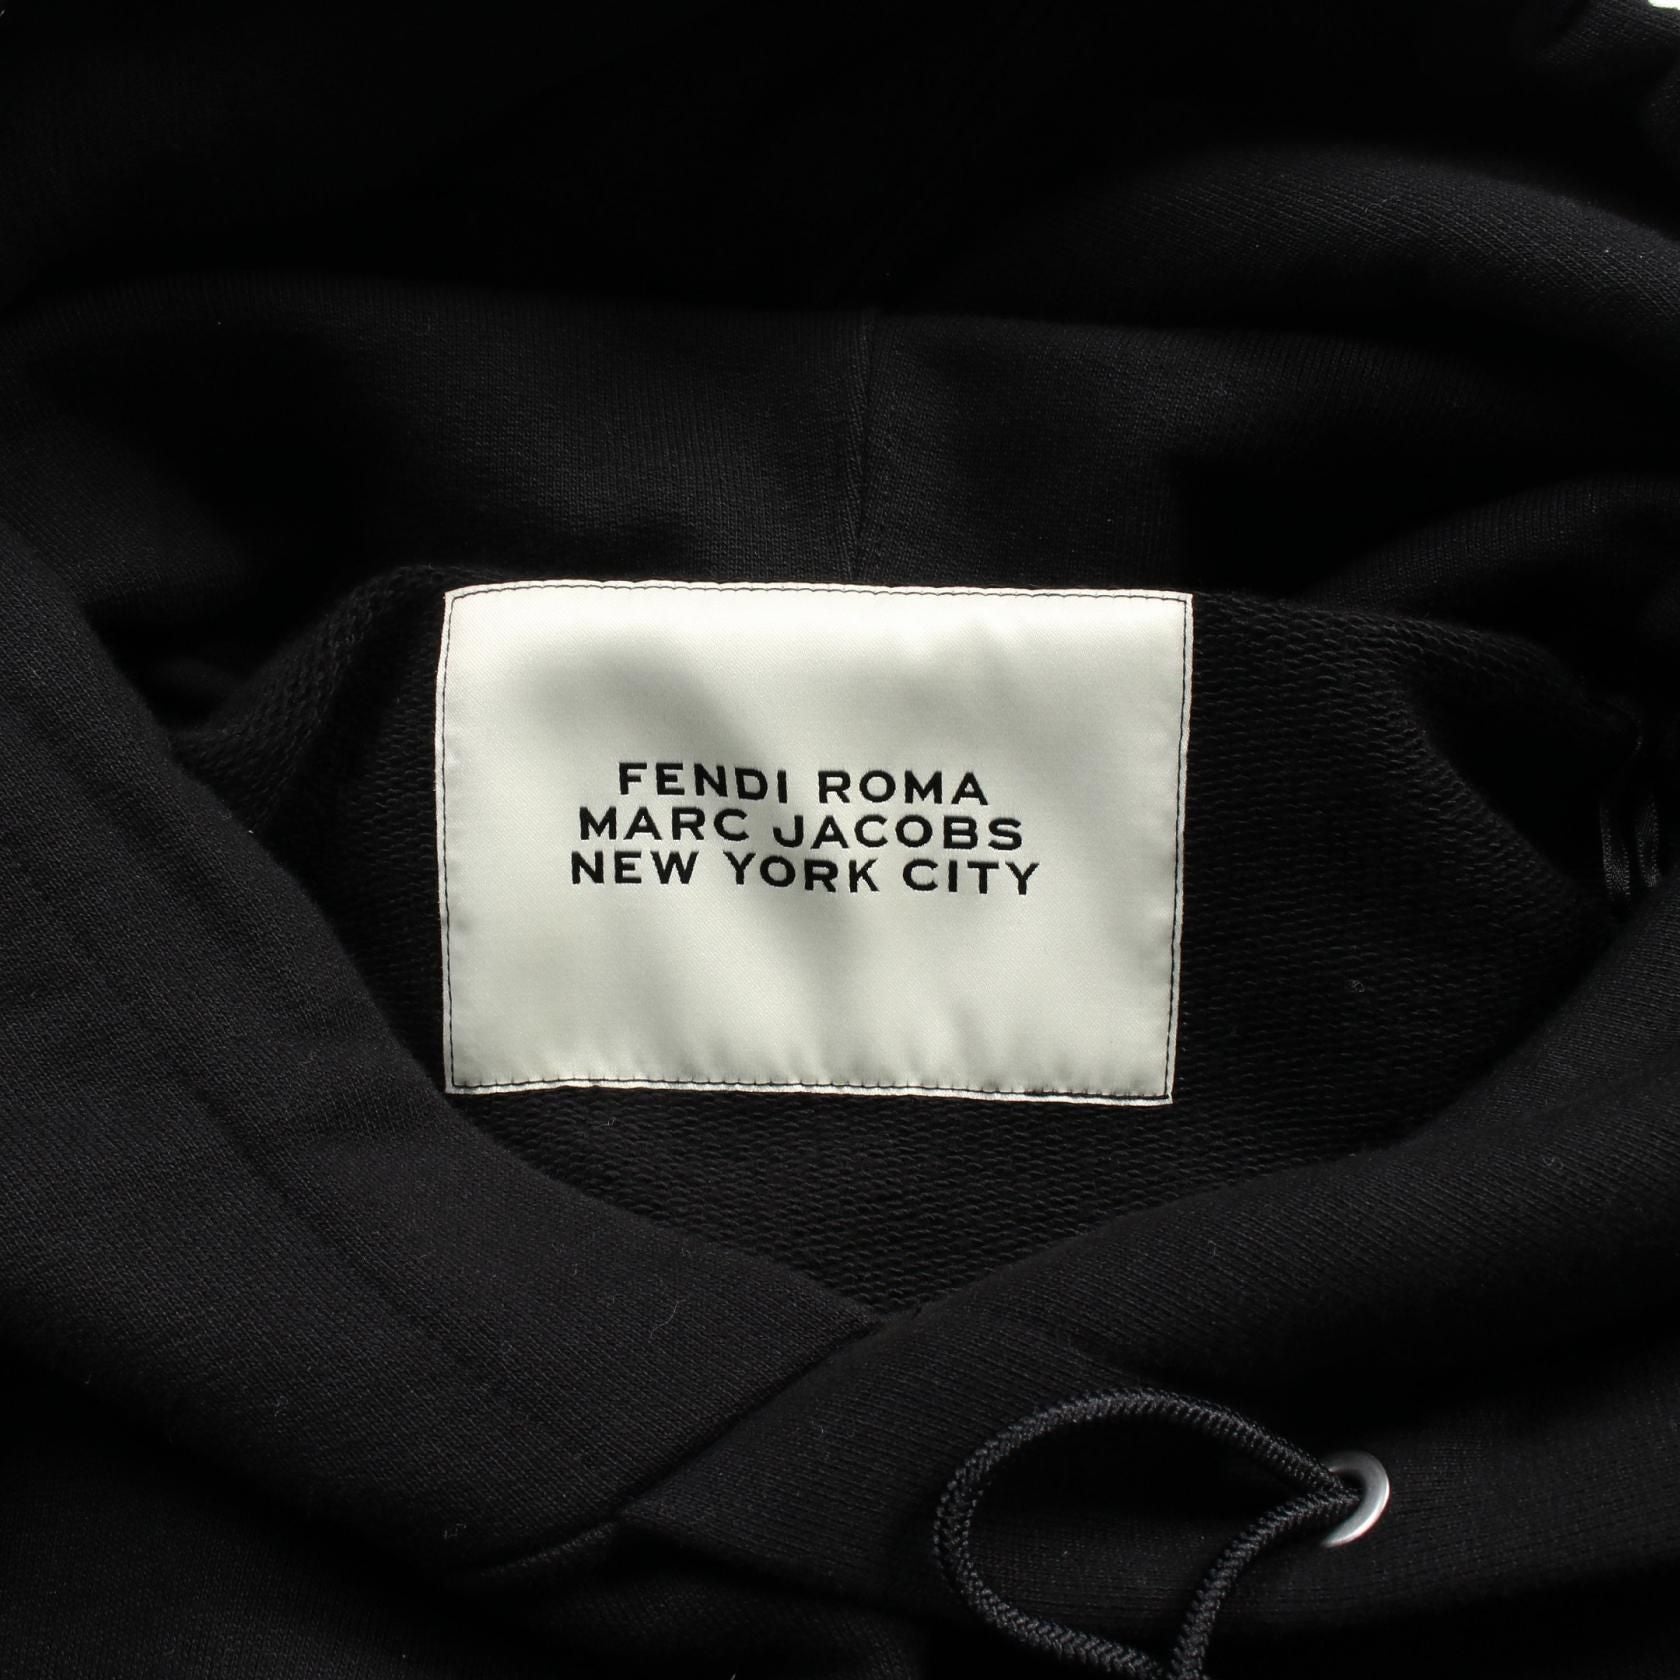 FENDI ROMA
MARC JACOBS
NEW YORK CITY